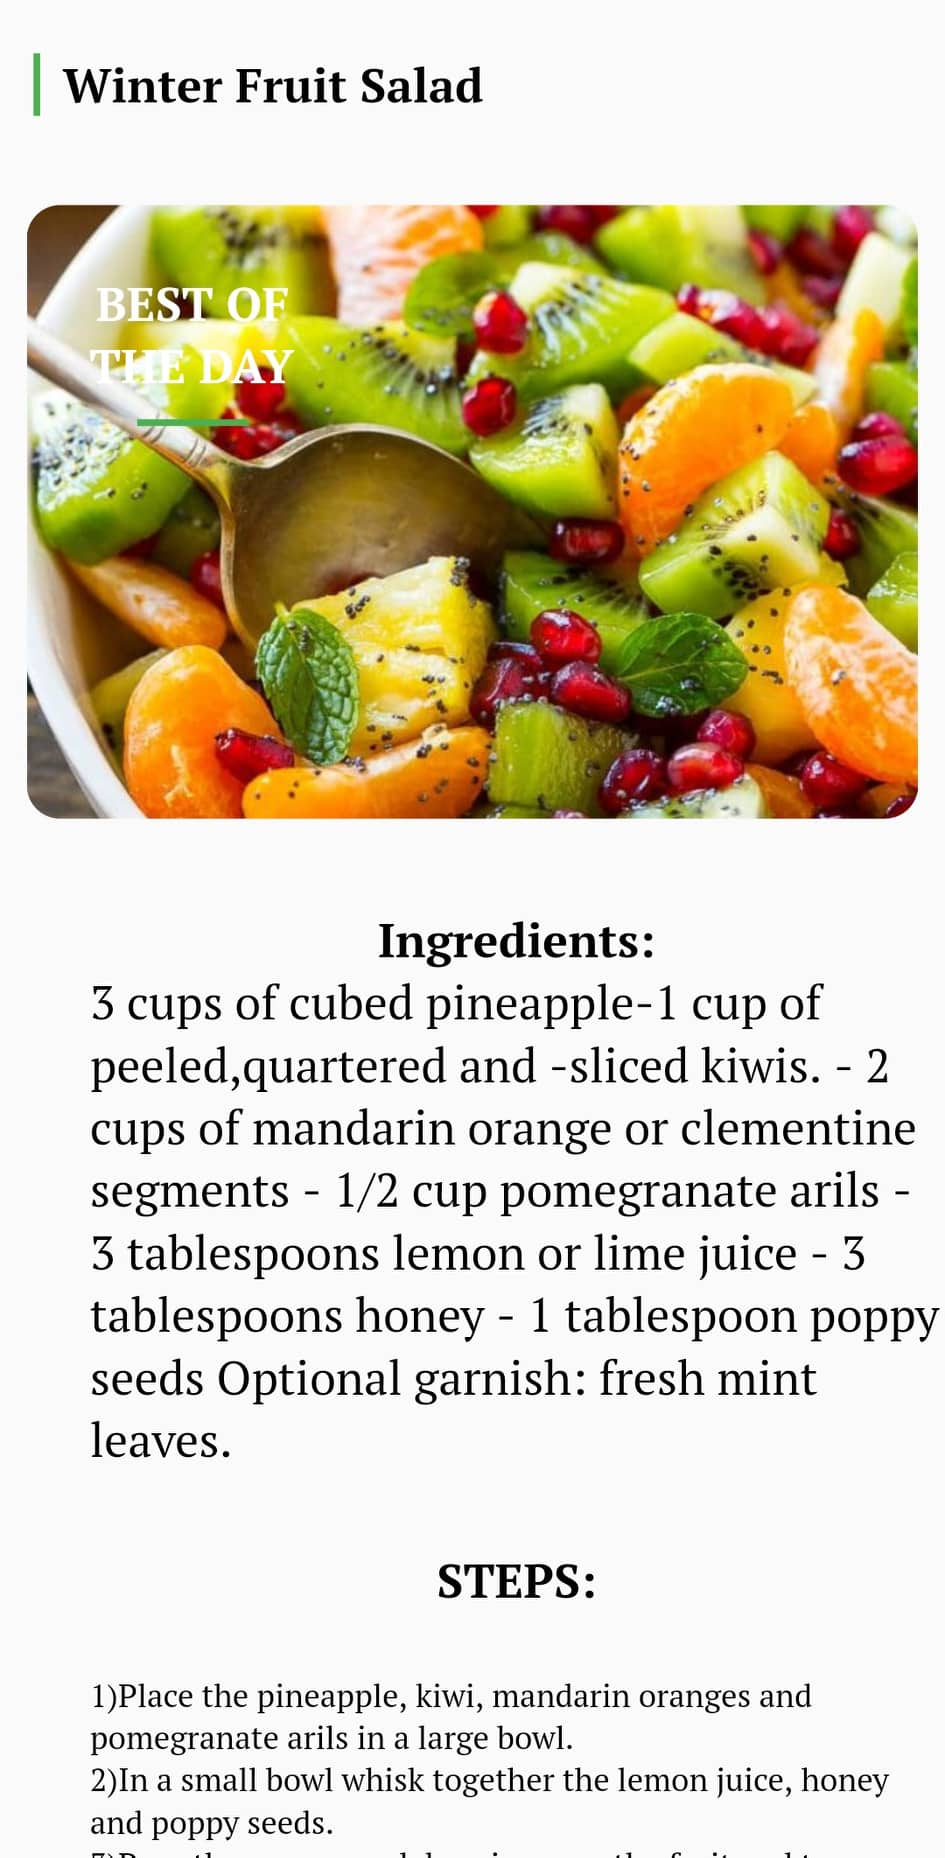 Winter Fruit Salad
BEST OF
THE DAY
Ingredients:
3 cups of cubed pineapple-1 cup of
peeled,quartered and -sliced kiwis. - 2
cups of mandarin orange or clementine
segments - 1/2 cup pomegranate arils -
3 tablespoons lemon or lime juice - 3
tablespoons honey - 1 tablespoon poppy
seeds Optional garnish: fresh mint
leaves.
STEPS:
1)Place the pineapple, kiwi, mandarin oranges and
pomegranate arils in a large bowl.
2)In a small bowl whisk together the lemon juice, honey
and poppy seeds.